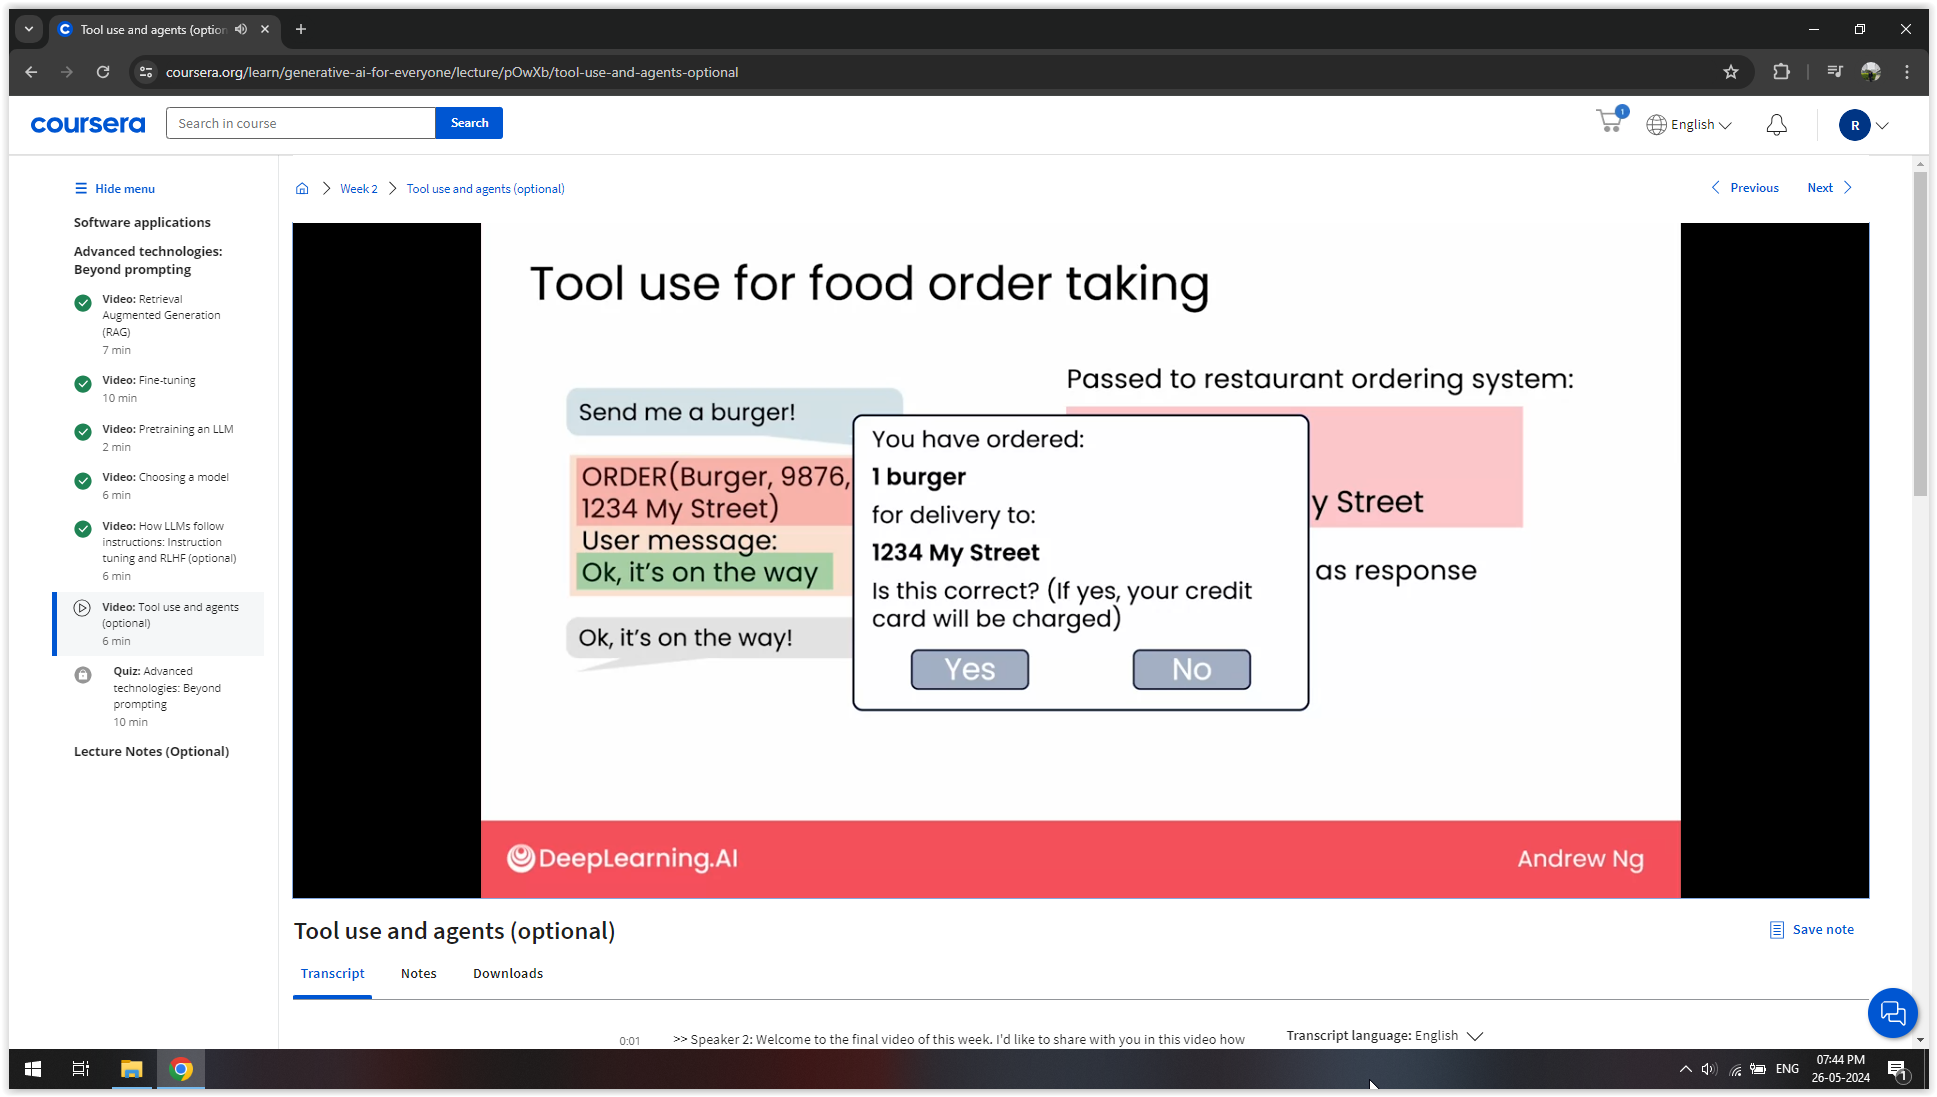 Tool use and agents (option
coursera.org/learn/generative-ai-for-everyone/lecture/pOwXb/tool-use-and-agents-optional
coursera
Search in course
Search
1
English
R
Hide menu
Software applications
Advanced technologies:
Beyond prompting
Video: Retrieval
Augmented Generation
(RAG)
7 min
Video: Fine-tuning
10 min
Video: Pretraining an LLM
2 min
Video: Choosing a model
6 min
Video: How LLMs follow
instructions: Instruction
tuning and RLHF (optional)
6 min
Video: Tool use and agents
(optional)
6 min
Quiz: Advanced
technologies: Beyond
prompting
10 min
Lecture Notes (Optional)
Week 2
Tool use and agents (optional)
Previous
Next
Tool use for food order taking
Send me a burger!
ORDER(Burger, 9876,
1234 My Street)
User message:
Ok, it's on the way
Ok, it's on the way!
Passed to restaurant ordering system:
y Street
as response
You have ordered:
1 burger
for delivery to:
1234 My Street
Is this correct? (If yes, your credit
card will be charged)
Yes
No
DeepLearning.AI
Andrew Ng
Tool use and agents (optional)
Save note
Transcript
Notes
Downloads
0:01
>> Speaker 2: Welcome to the final video of this week. I'd like to share with you in this video how
Transcript language: English
ENG
07:44 PM
26-05-2024
1